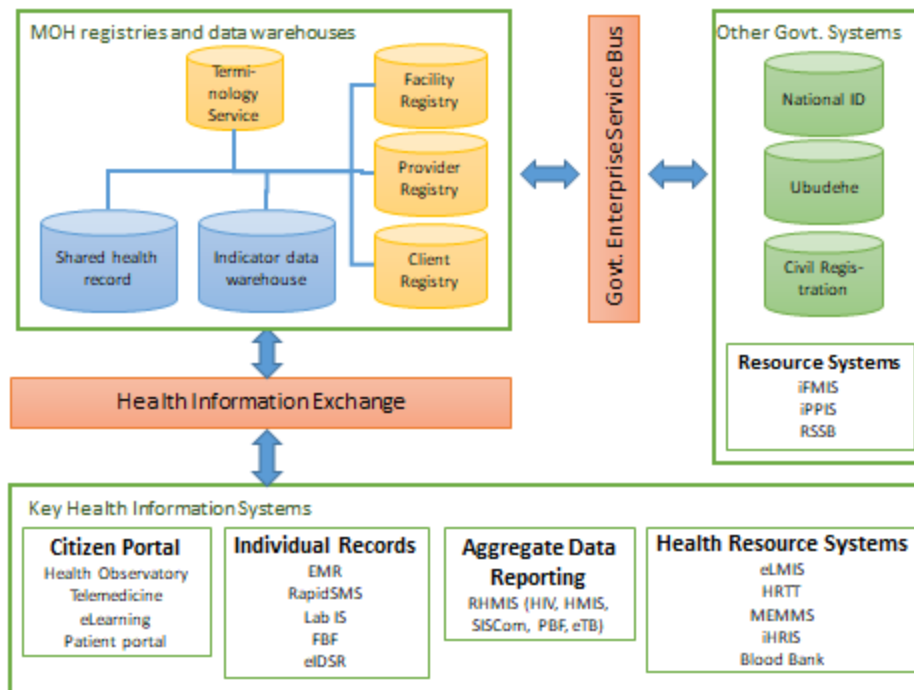 MOH registries and data warehouses
Termi-
nology
Service
Facility
Registry
Provider
Registry
Client
Registry
Shared health
record
Indicator data
warehouse
Govt. EnterpriseService Bus
Other Govt. Systems
National ID
Ubudehe
Civil Regis-
tration
Resource Systems
iFMIS
iPPIS
RSSB
Health Information Exchange
Key Health Information Systems
Citizen Portal
Health Observatory
Telemedicine
eLearning
Patient portal
Individual Records
EMR
RapidSMS
Lab IS
FBF
eIDSR
Aggregate Data
Reporting
RHMIS (HIV, HMIS,
SISCom, PBF, eTB)
Health Resource Systems
eLMIS
HRTT
MEMMS
iHRIS
Blood Bank